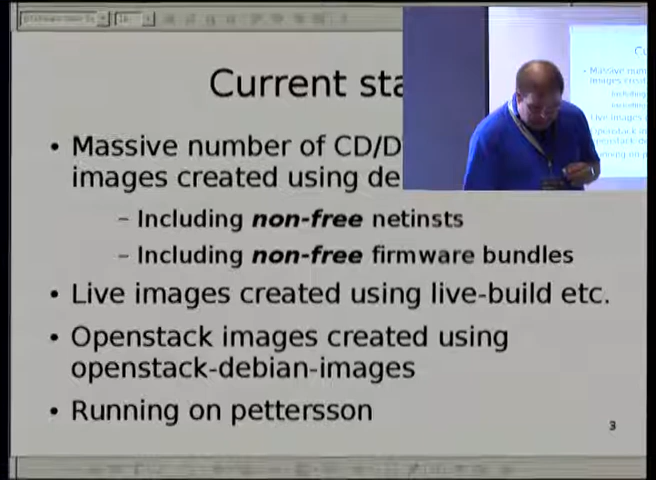 Current sta
• Massive number of CD/D
images created using de
– Including non-free netinsts
– Including non-free firmware bundles
• Live images created using live-build etc.
• Openstack images created using
openstack-debian-images
• Running on pettersson
3